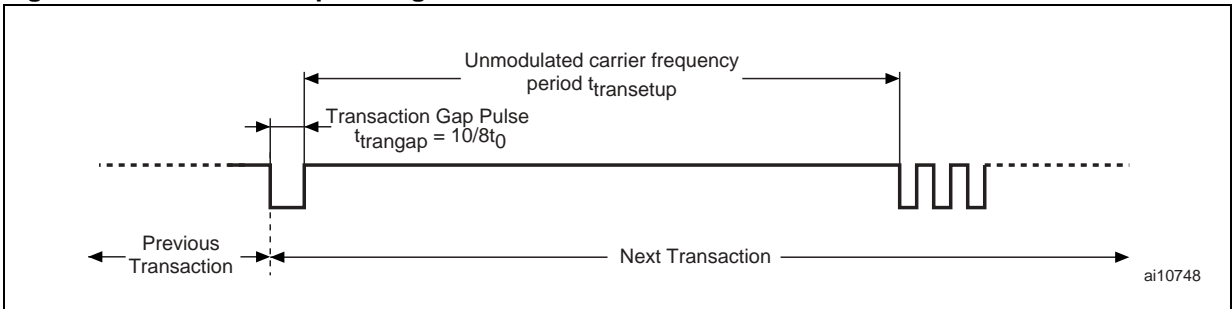 Unmodulated carrier frequency
period ttransetup
Transaction Gap Pulse
ttrangap = 10/8t0
Previous
Transaction
Next Transaction
ai10748